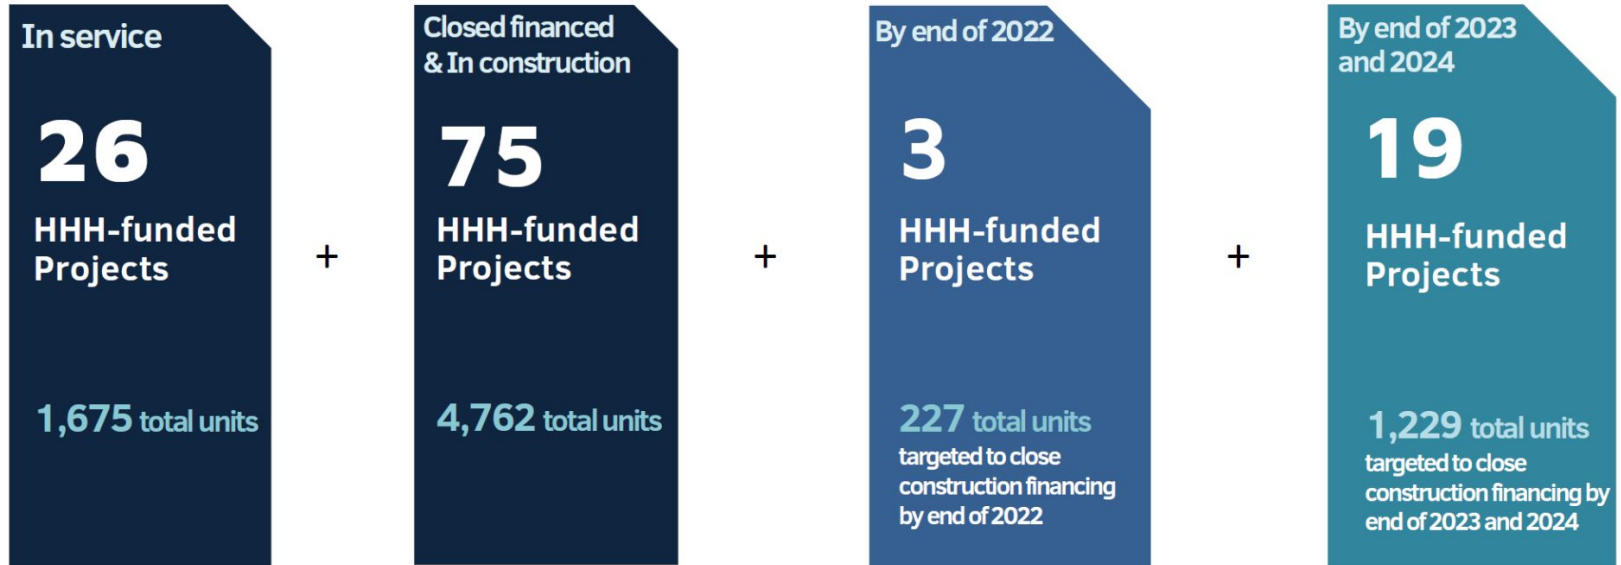 In service
26
HHH-funded
Projects
1,675 total units
+
Closed financed
& In construction
75
HHH-funded
Projects
4,762 total units
+
By end of 2022
3
HHH-funded
Projects
227 total units
targeted to close
construction financing
by end of 2022
+
By end of 2023
and 2024
19
HHH-funded
Projects
1,229 total units
targeted to close
construction financing by
end of 2023 and 2024